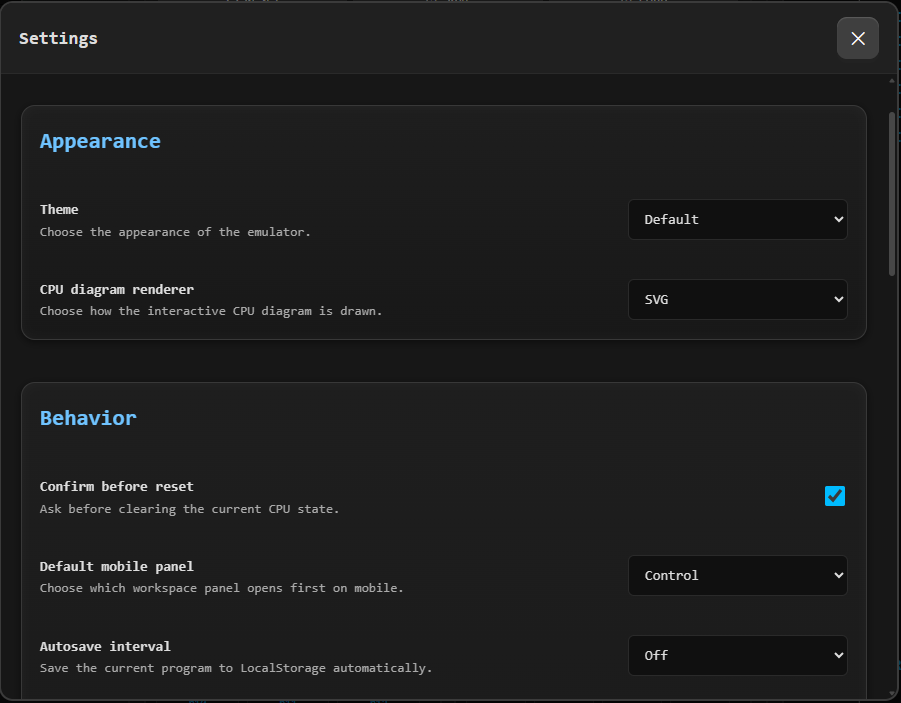 Settings
Appearance
Theme
Choose the appearance of the emulator.
Default
CPU diagram renderer
Choose how the interactive CPU diagram is drawn.
SVG
Behavior
Confirm before reset
Ask before clearing the current CPU state.
Default mobile panel
Choose which workspace panel opens first on mobile.
Control
Autosave interval
Save the current program to LocalStorage automatically.
Off